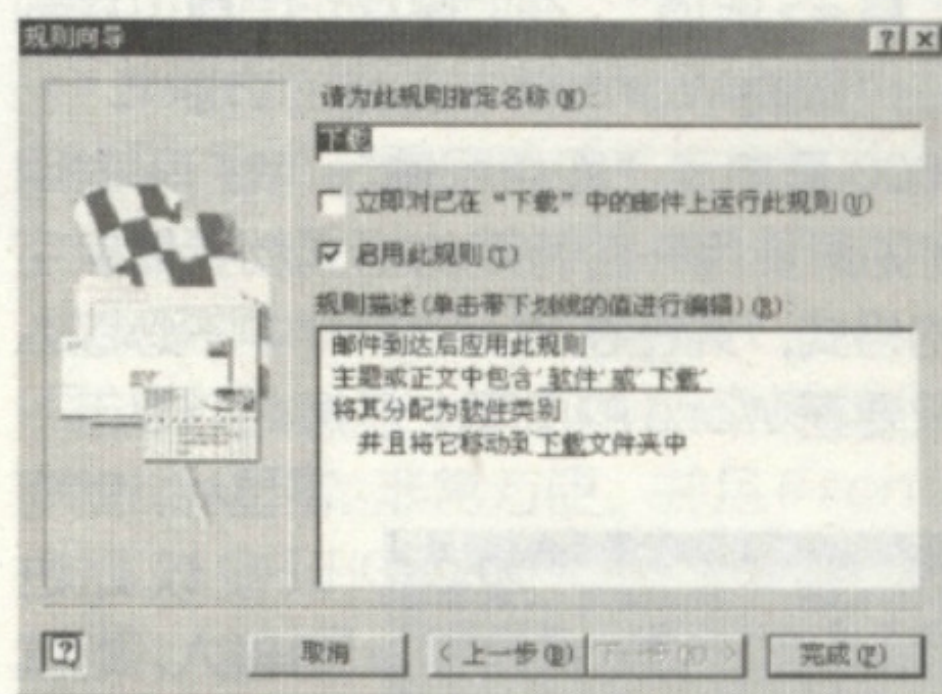 规则向导
请为此规则指定名称(N):
下载
立即对已在“下载”中的邮件上运行此规则(U)
启用此规则(T)
规则描述(单击带下划线的值进行编辑)(R):
邮件到达后应用此规则
主题或正文中包含'软件'或'下载'
将其分配为软件类别
并且将它移动到下载文件夹中
取消
<上一步(B)
下一步(N) >
完成(F)